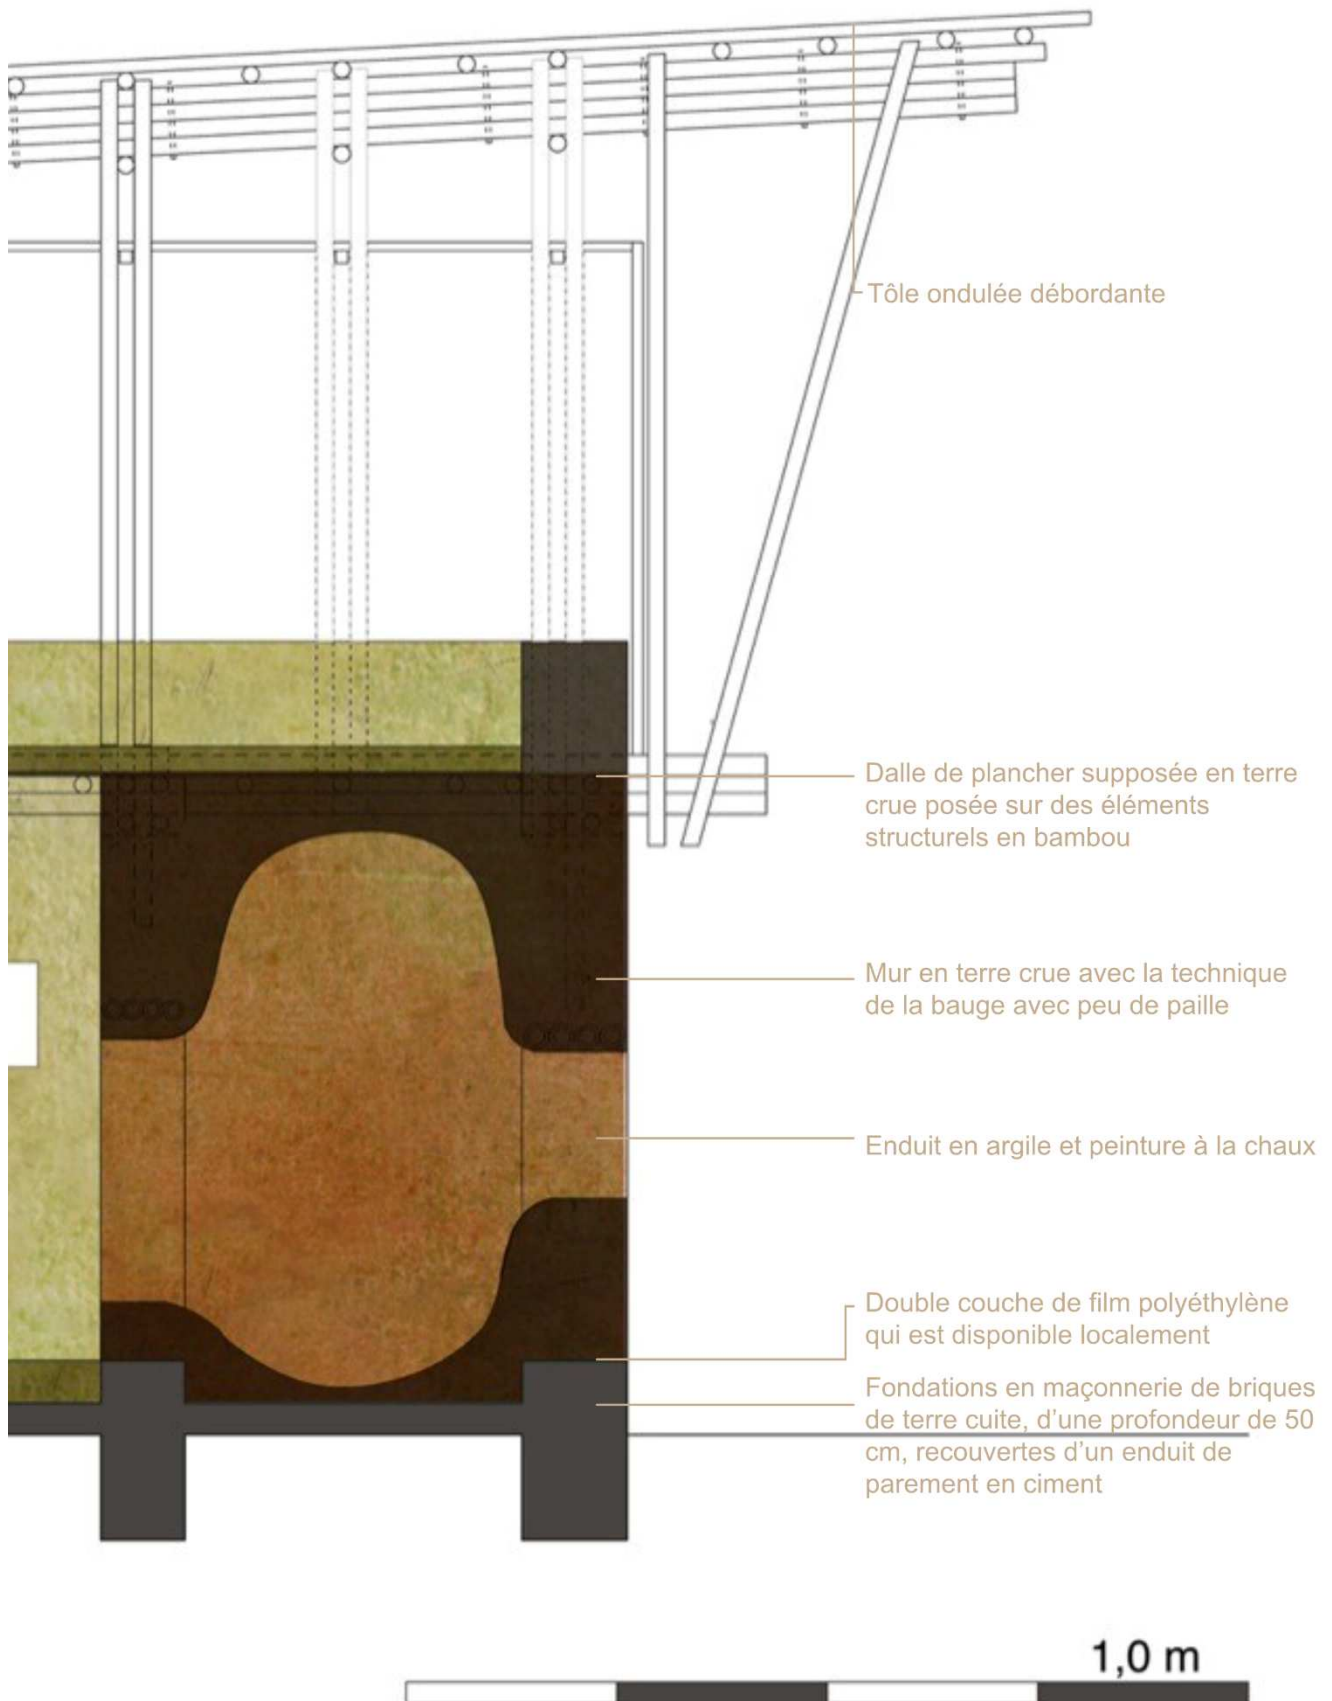 Tôle ondulée débordante
Dalle de plancher supposée en terre
crue posée sur des éléments
structurels en bambou
Mur en terre crue avec la technique
de la bauge avec peu de paille
Enduit en argile et peinture à la chaux
Double couche de film polyéthylène
qui est disponible localement
Fondations en maçonnerie de briques
de terre cuite, d'une profondeur de 50
cm, recouvertes d'un enduit de
parement en ciment
1,0 m